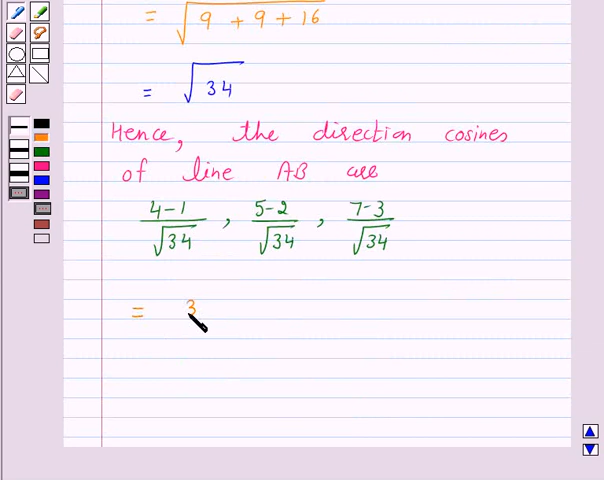 = √9 + 9 + 16
= √34
Hence, the direction cosines
of line AB are
4-1/√34 , 5-2/√34 , 7-3/√34
= 3